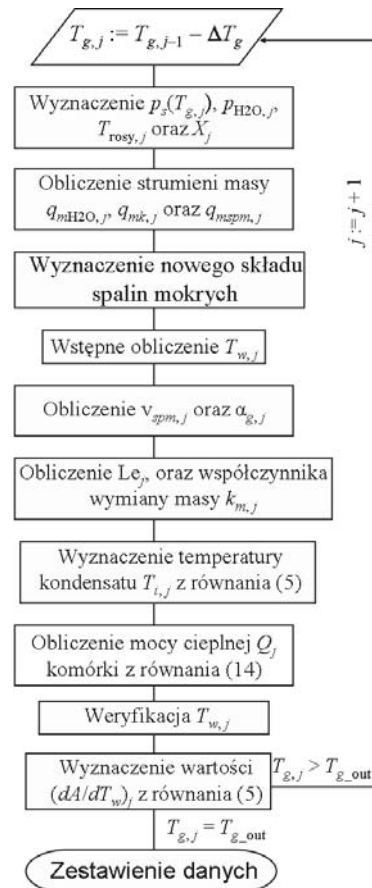 T_{g,j} := T_{g,j–1} – ΔT_g
Wyznaczenie p_s(T_{g,j}), p_{H2O,j},
T_{rosy,j} oraz X_j
Obliczenie strumieni masy
q_{mH2O,j}, q_{mk,j} oraz q_{mspm,j}
Wyznaczenie nowego składu
spalin mokrych
Wstępne obliczenie T_{w,j}
Obliczenie v_{spm,j} oraz α_{g,j}
Obliczenie Le_j, oraz współczynnika
wymiany masy k_{m,j}
Wyznaczenie temperatury
kondensatu T_{i,j} z równania (5)
Obliczenie mocy cieplnej Q_j
komórki z równania (14)
Weryfikacja T_{w,j}
Wyznaczenie wartości
(dA/dT_w)_j z równania (5)
T_{g,j} > T_{g_out}
j := j + 1
T_{g,j} = T_{g_out}
Zestawienie danych